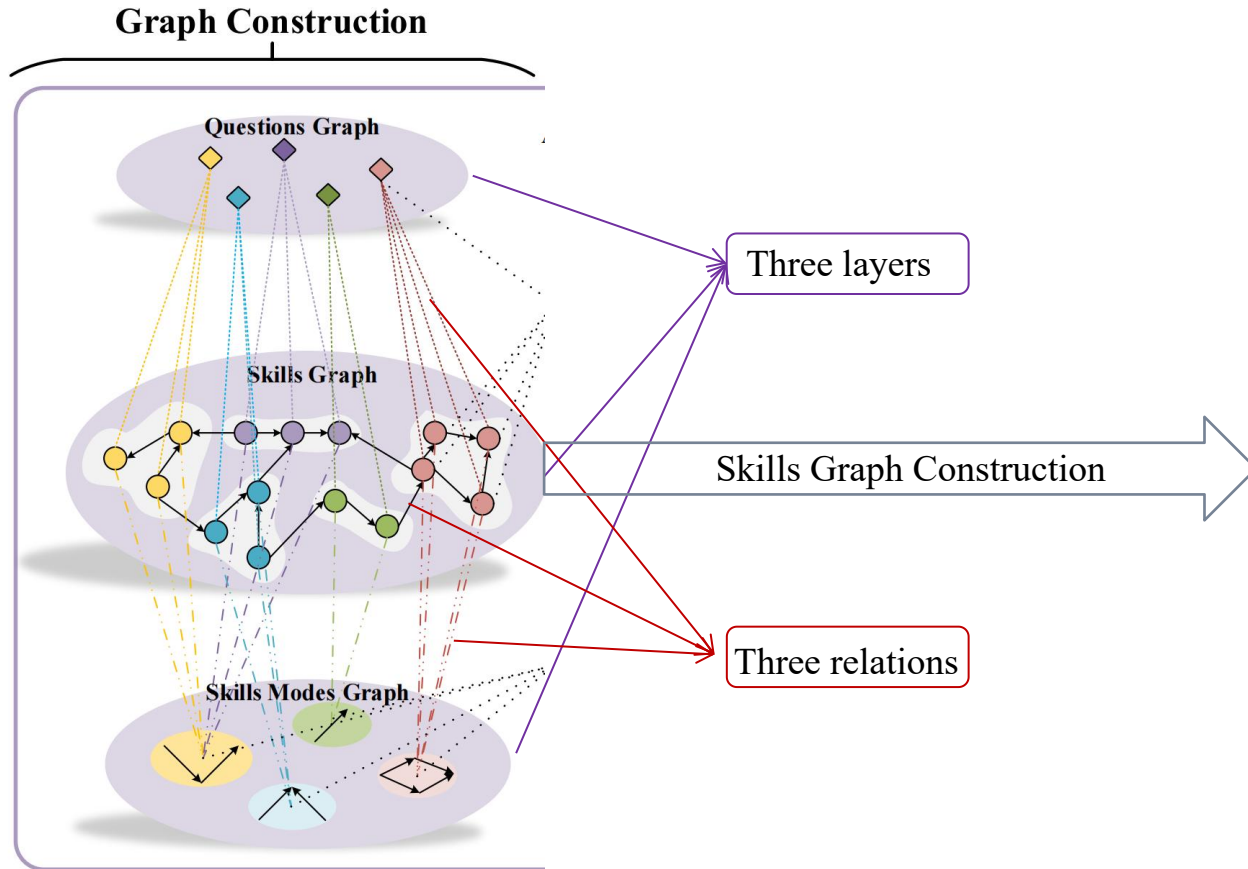 Graph Construction
Questions Graph
Three layers
Skills Graph
Skills Graph Construction
Three relations
Skills Modes Graph